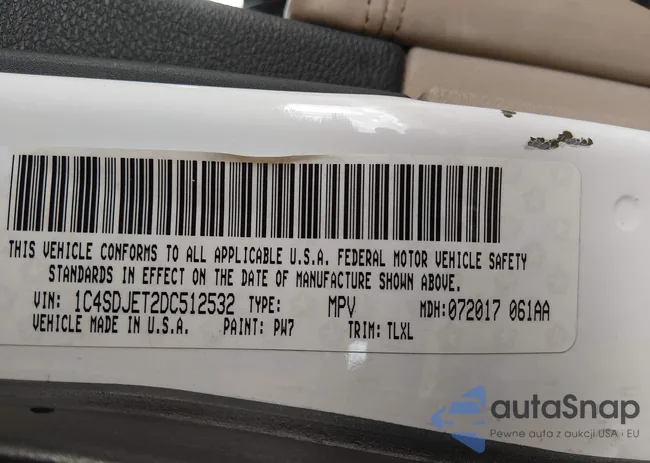 THIS VEHICLE CONFORMS TO ALL APPLICABLE U.S.A. FEDERAL MOTOR VEHICLE SAFETY
STANDARDS IN EFFECT ON THE DATE OF MANUFACTURE SHOWN ABOVE.
VIN: 1C4SDJET2DC512532 TYPE: MPV MDH:072017 061AA
VEHICLE MADE IN U.S.A. PAINT: PW7 TRIM: TLXL
autaSnap
Pewne auta z aukcji USA · EU